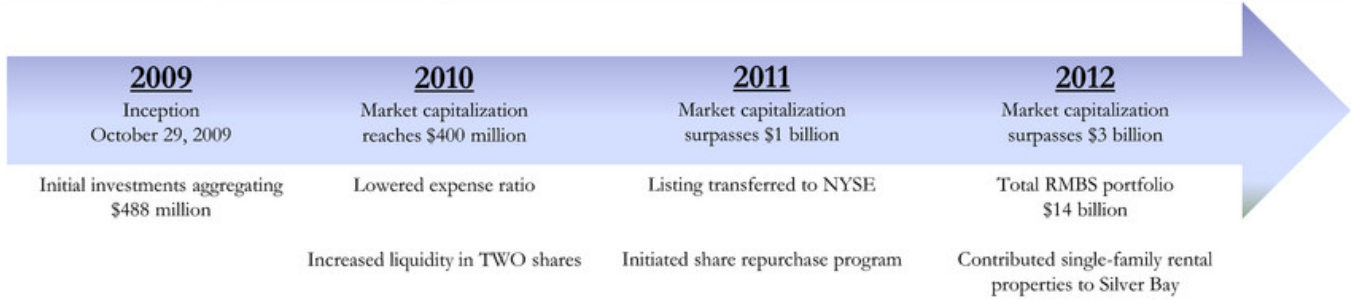 2009
Inception
October 29, 2009
Initial investments aggregating
$488 million
2010
Market capitalization
reaches $400 million
Lowered expense ratio
Increased liquidity in TWO shares
2011
Market capitalization
surpasses $1 billion
Listing transferred to NYSE
Initiated share repurchase program
2012
Market capitalization
surpasses $3 billion
Total RMBS portfolio
$14 billion
Contributed single-family rental
properties to Silver Bay